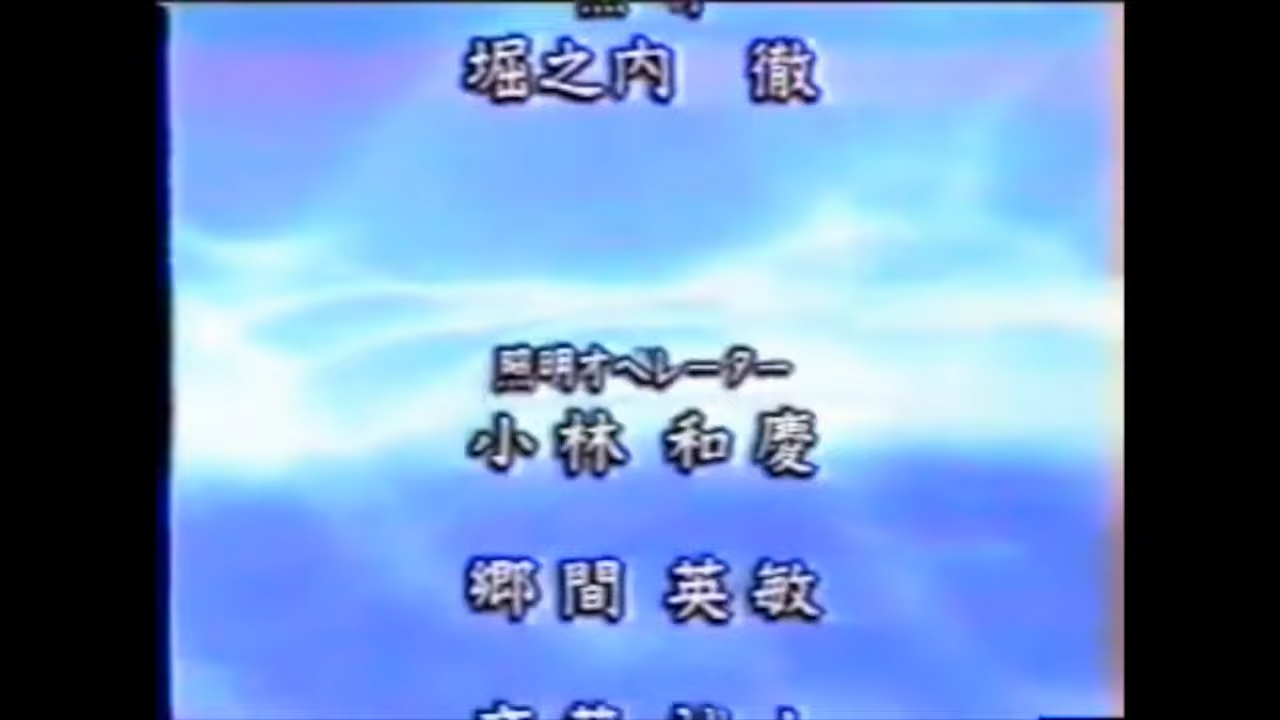 堀之内 徹
照明オペレーター
小林 和慶
郷間 英敏